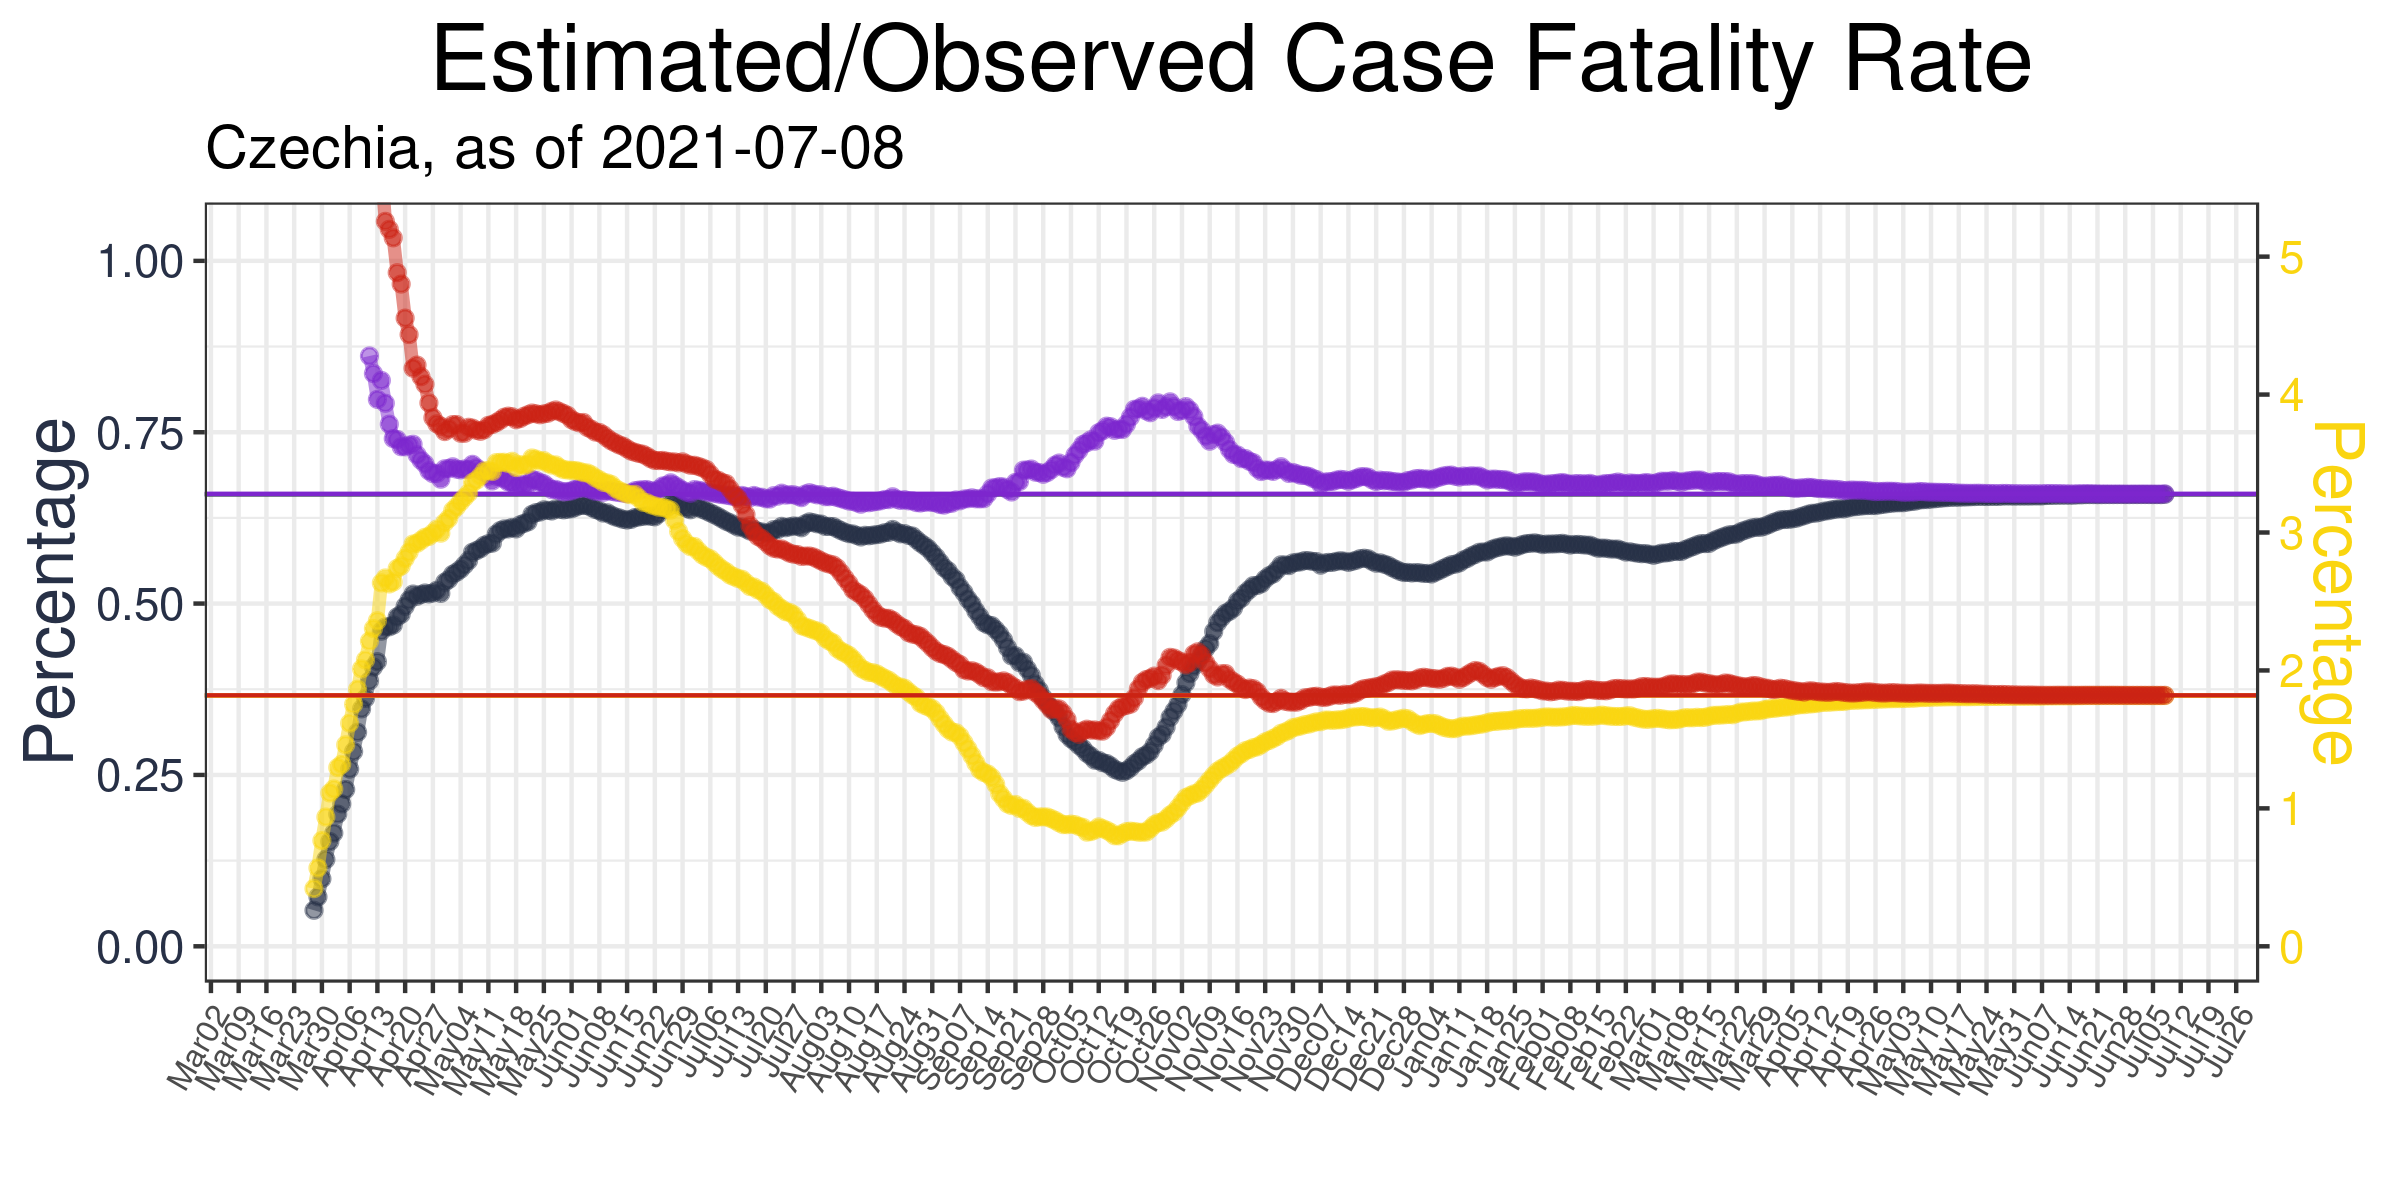 Estimated/Observed Case Fatality Rate
Czechia, as of 2021-07-08
Percentage
1.00
0.75
0.50
0.25
0.00
5
4
3
2
1
0
Percentage
Mar02
Mar09
Mar16
Mar23
Mar30
Apr06
Apr13
Apr20
Apr27
May04
May11
May18
May25
Jun01
Jun08
Jun15
Jun22
Jun29
Jul06
Jul13
Jul20
Jul27
Aug03
Aug10
Aug17
Aug24
Aug31
Sep07
Sep14
Sep21
Sep28
Oct05
Oct12
Oct19
Oct26
Nov02
Nov09
Nov16
Nov23
Nov30
Dec07
Dec14
Dec21
Dec28
Jan04
Jan11
Jan18
Jan25
Feb01
Feb08
Feb15
Feb22
Mar01
Mar08
Mar15
Mar22
Mar29
Apr05
Apr12
Apr19
Apr26
May03
May10
May17
May24
May31
Jun07
Jun14
Jun21
Jun28
Jul05
Jul12
Jul19
Jul26